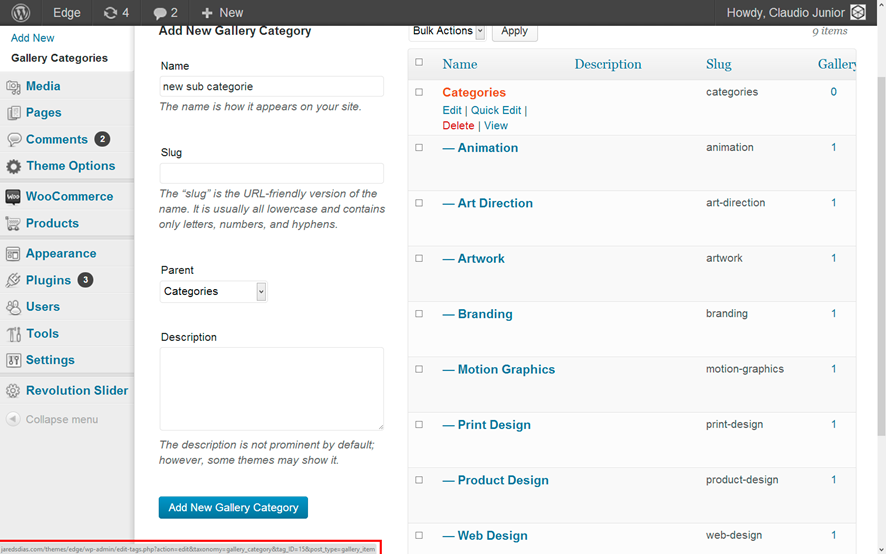 Edge 4 2 New Howdy, Claudio Junior
Add New
Gallery Categories
Media
Pages
Comments 2
Theme Options
WooCommerce
Products
Appearance
Plugins 3
Users
Tools
Settings
Revolution Slider
Collapse menu
Add New Gallery Category
Name
new sub categorie
The name is how it appears on your site.
Slug
The “slug” is the URL-friendly version of the
name. It is usually all lowercase and contains
only letters, numbers, and hyphens.
Parent
Categories
Description
The description is not prominent by default;
however, some themes may show it.
Add New Gallery Category
Bulk Actions Apply 9 items
Name Description Slug Gallery
Categories categories 0
Edit | Quick Edit |
Delete | View
— Animation animation 1
— Art Direction art-direction 1
— Artwork artwork 1
— Branding branding 1
— Motion Graphics motion-graphics 1
— Print Design print-design 1
— Product Design product-design 1
— Web Design web-design 1
jaredsdias.com/themes/edge/wp-admin/edit-tags.php?action=edit&taxonomy=gallery_category&tag_ID=15&post_type=gallery_item